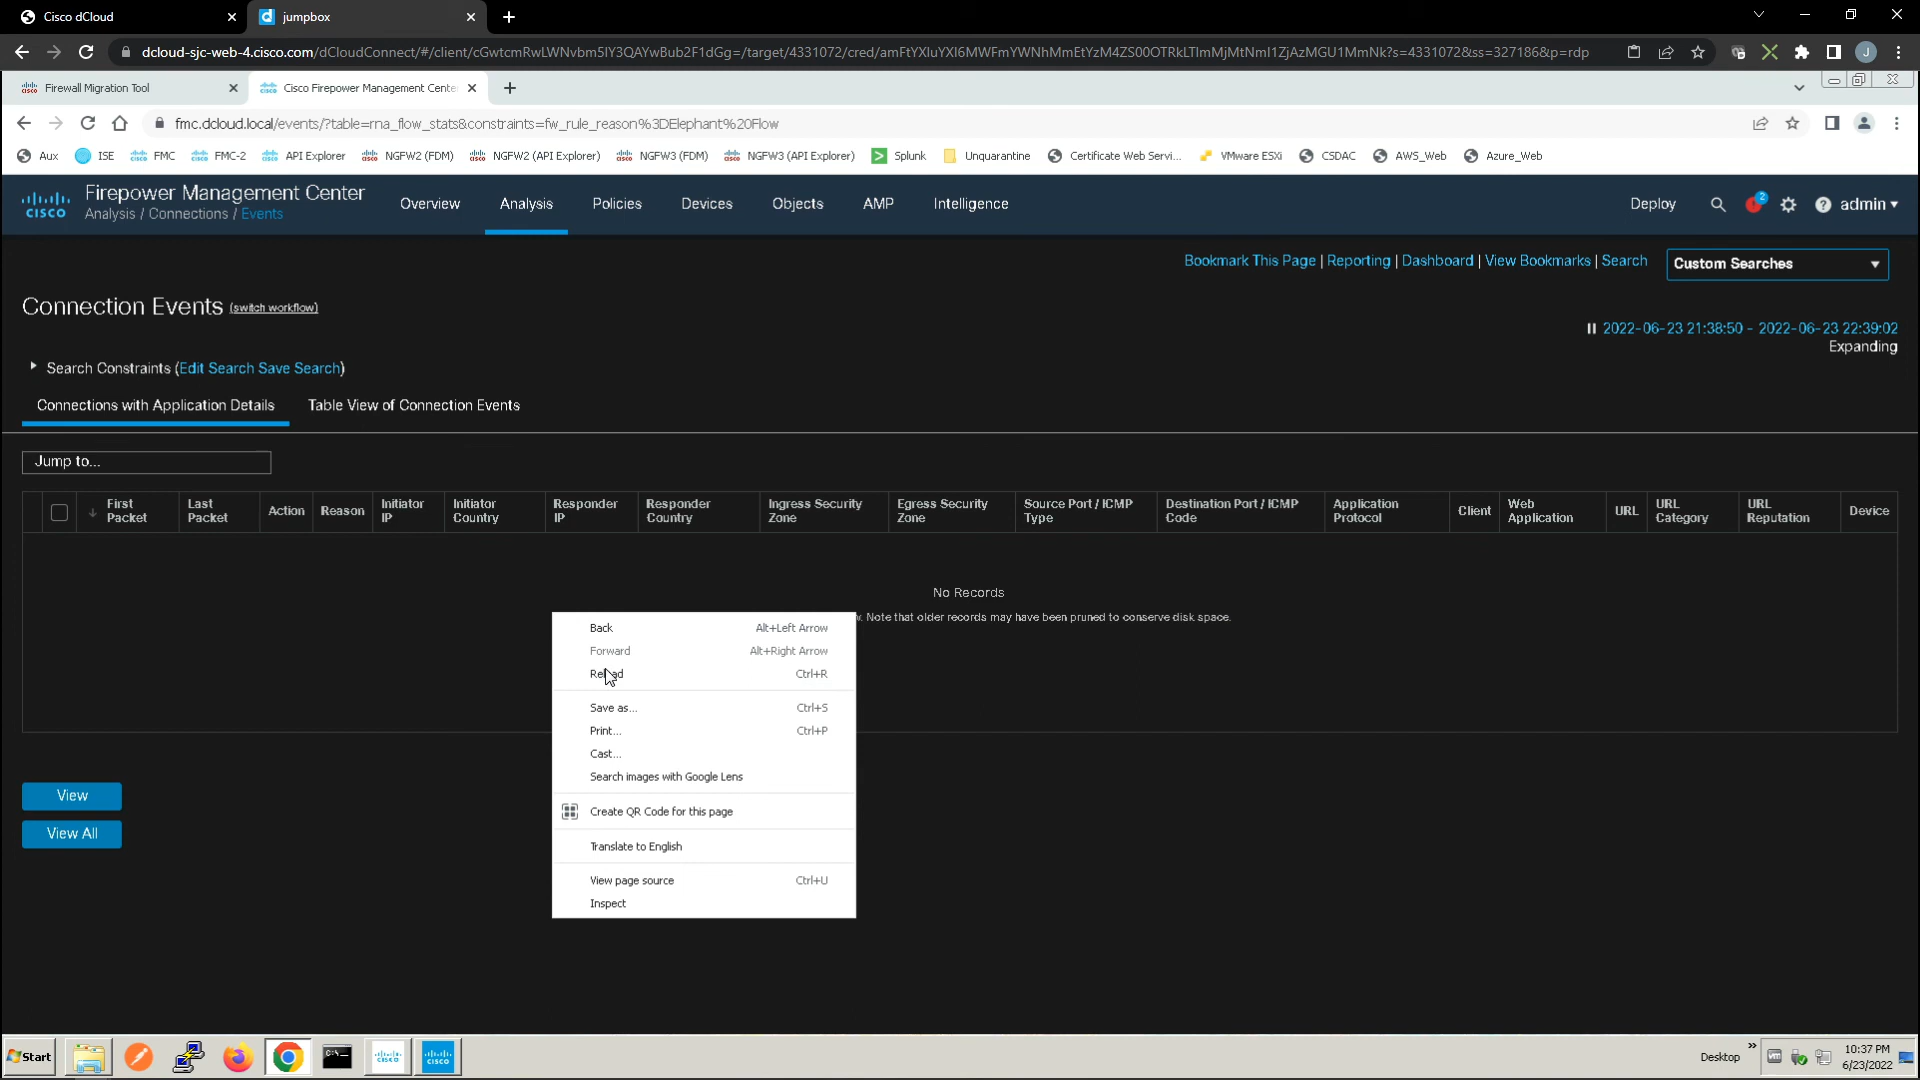 Cisco dCloud
jumpbox
dcloud-sjc-web-4.cisco.com/dCloudConnect/#/client/
Firewall Migration Tool
Cisco Firepower Management Cente
fmc.dcloud.local/events/?table=rna_flow_stats&constraints=fw_rule_reason%3DElephant%20Flow
Aux ISE FMC FMC-2 API Explorer NGFW2 (FDM) NGFW2 (API Explorer) NGFW3 (FDM) NGFW3 (API Explorer) Splunk Unquarantine Certificate Web Servi... VMware ESXi CSDAC AWS_Web Azure_Web
CISCO
Firepower Management Center
Analysis / Connections / Events
Overview Analysis Policies Devices Objects AMP Intelligence
Deploy 2 admin
Bookmark This Page | Reporting | Dashboard | View Bookmarks | Search
Custom Searches
Connection Events (switch workflow)
2022-06-23 21:38:50 - 2022-06-23 22:39:02
Expanding
Search Constraints (Edit Search Save Search)
Connections with Application Details Table View of Connection Events
Jump to...
First Packet
Last Packet
Action
Reason
Initiator IP
Initiator Country
Responder IP
Responder Country
Ingress Security Zone
Egress Security Zone
Source Port / ICMP Type
Destination Port / ICMP Code
Application Protocol
Client
Web Application
URL
URL Category
URL Reputation
Device
No Records
Note that older records may have been pruned to conserve disk space.
Back Alt+Left Arrow
Forward Alt+Right Arrow
Reload Ctrl+R
Save as... Ctrl+S
Print... Ctrl+P
Cast...
Search images with Google Lens
Create QR Code for this page
Translate to English
View page source Ctrl+U
Inspect
View
View All
Start
Desktop
10:37 PM
6/23/2022